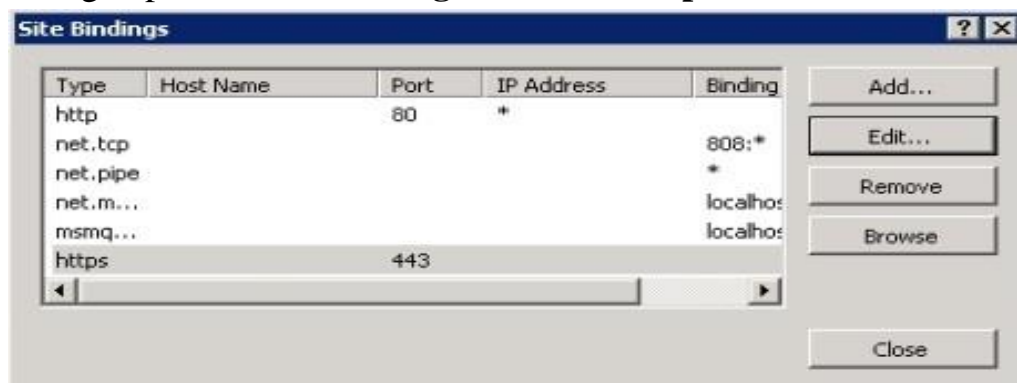 Site Bindings
Type Host Name Port IP Address Binding
http 80 *
net.tcp 808:*
net.pipe *
net.m... localhos
msmq... localhos
https 443
Add...
Edit...
Remove
Browse
Close